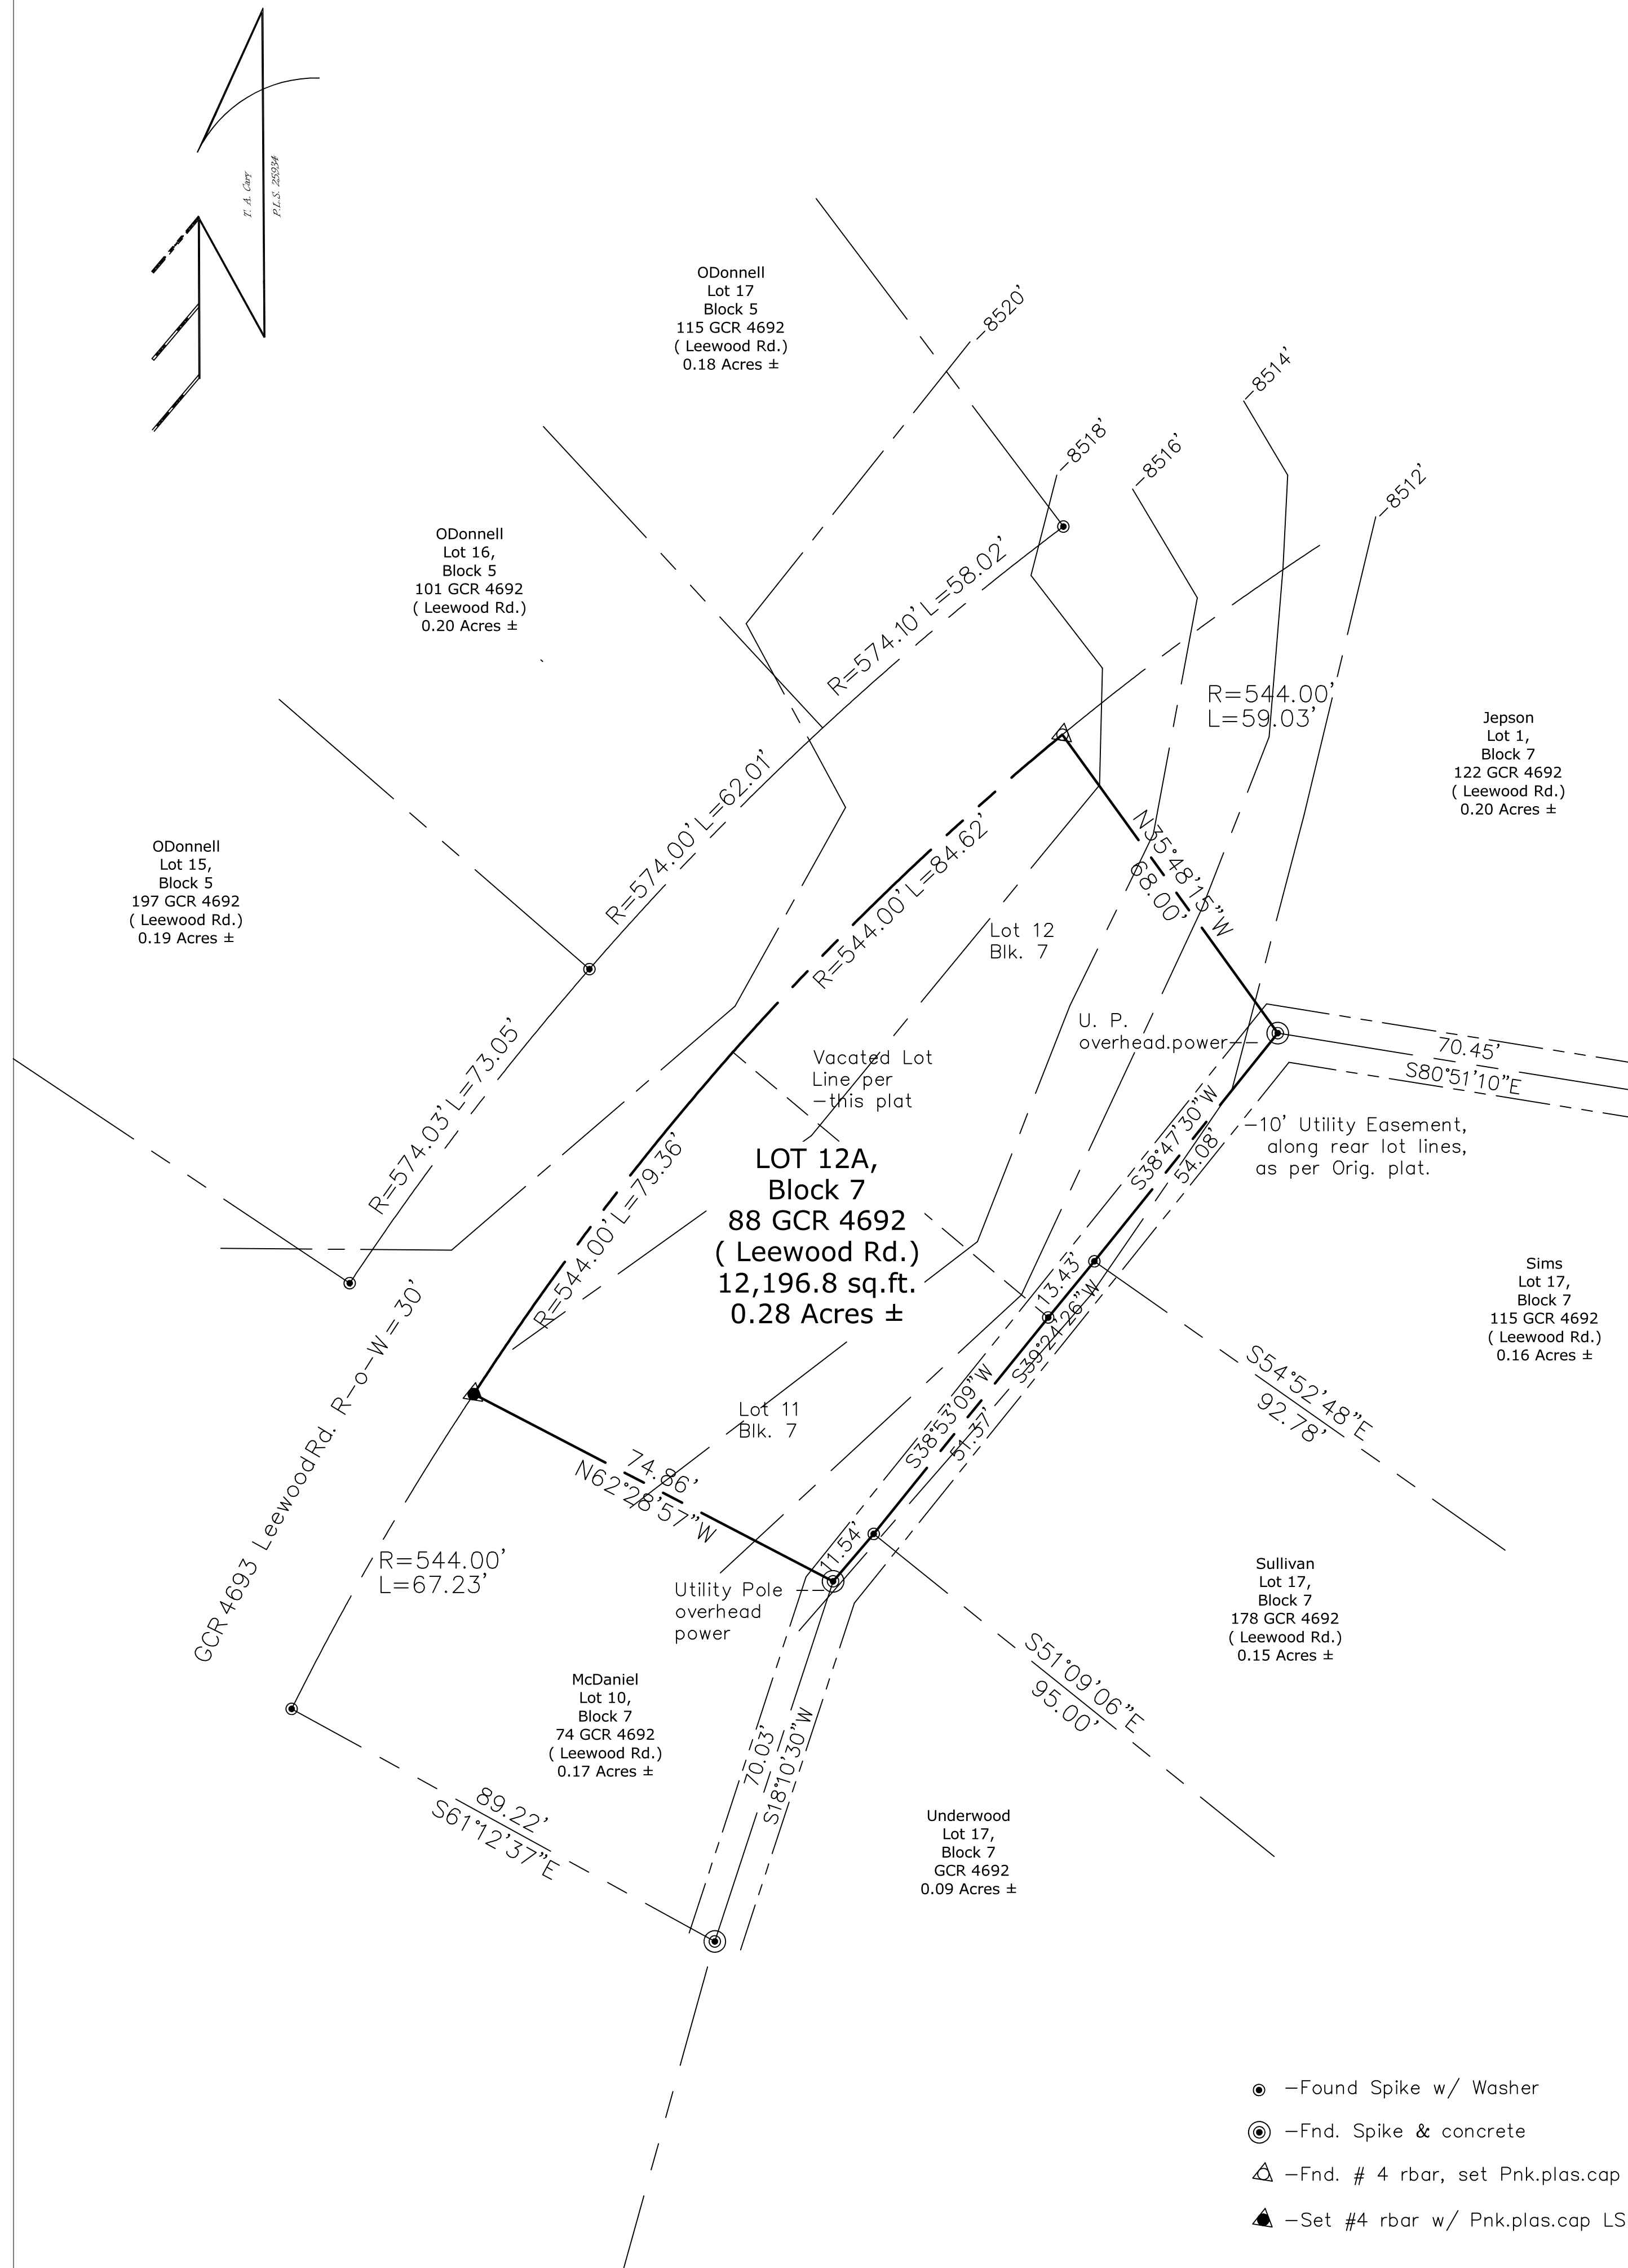 T. A. Cary
P.L.S. 25934
ODonnell
Lot 17
Block 5
115 GCR 4692
( Leewood Rd.)
0.18 Acres ±
-8520'
-8514'
-8518'
-8516'
-8512'
ODonnell
Lot 16,
Block 5
101 GCR 4692
( Leewood Rd.)
0.20 Acres ±
R=574.10' L=58.02'
R=544.00'
L=59.03'
Jepson
Lot 1,
Block 7
122 GCR 4692
( Leewood Rd.)
0.20 Acres ±
R=574.00' L=62.01'
ODonnell
Lot 15,
Block 5
197 GCR 4692
( Leewood Rd.)
0.19 Acres ±
R=544.00' L=84.62'
N35°48'15"W
68.00'
Lot 12
Blk. 7
R=574.03' L=73.05'
U. P.
overhead.power--
70.45'
S80°51'10"E
Vacated Lot
Line per
-this plat
S38°47'30"W
54.08'
-10' Utility Easement,
along rear lot lines,
as per Orig. plat.
R=544.00' L=79.36'
LOT 12A,
Block 7
88 GCR 4692
( Leewood Rd.)
12,196.8 sq.ft.
0.28 Acres ±
13.43'
S39°24'26"W
Sims
Lot 17,
Block 7
115 GCR 4692
( Leewood Rd.)
0.16 Acres ±
GCR 4693 Leewood Rd. R-o-W = 30'
S54°52'48"E
92.78'
S38°53'09"W
51.37'
Lot 11
Blk. 7
74.86'
N62°28'57"W
11.54'
R=544.00'
L=67.23'
Utility Pole --
overhead
power
Sullivan
Lot 17,
Block 7
178 GCR 4692
( Leewood Rd.)
0.15 Acres ±
S51°09'06"E
95.00'
McDaniel
Lot 10,
Block 7
74 GCR 4692
( Leewood Rd.)
0.17 Acres ±
70.03'
S18°10'30"W
89.22'
S61°12'37"E
Underwood
Lot 17,
Block 7
GCR 4692
0.09 Acres ±
-Found Spike w/ Washer
-Fnd. Spike & concrete
-Fnd. # 4 rbar, set Pnk.plas.cap
-Set #4 rbar w/ Pnk.plas.cap LS